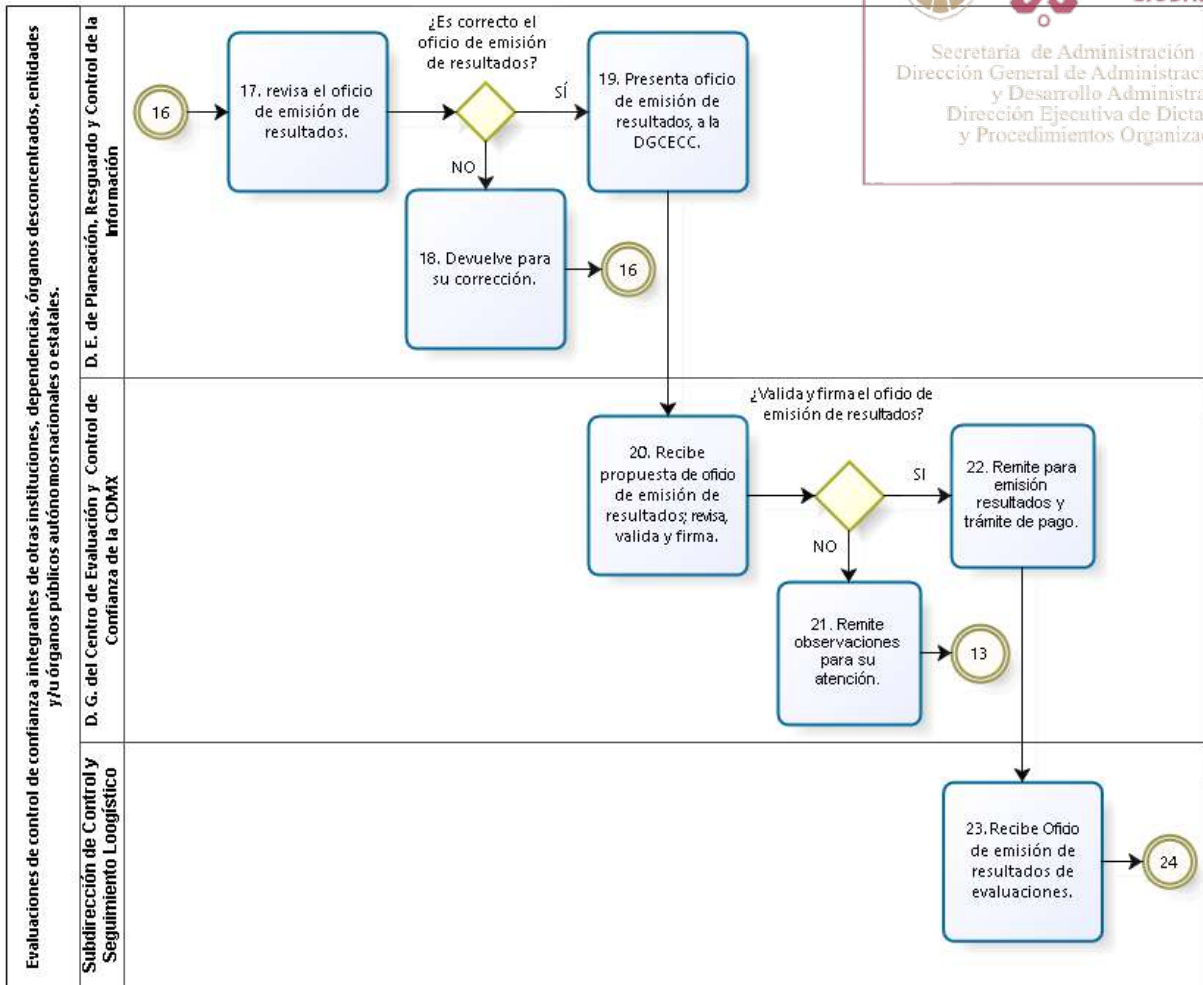 Evaluaciones de control de confianza a integrantes de otras instituciones, dependencias, órganos desconcentrados, entidades
y/u órganos públicos autónomos nacionales o estatales.
D. E. de Planeación, Resguardo y Control de la
Información
16
17. revisa el oficio
de emisión de
resultados.
¿Es correcto el
oficio de emisión
de resultados?
SÍ
NO
18. Devuelve para
su corrección.
16
19. Presenta oficio
de emisión de
resultados, a la
DGCECC.
Secretaría de Administración
Dirección General de
y Desarrollo
Dirección Ejecutiva de
y Procedimientos
D. G. del Centro de Evaluación y Control de
Confianza de la CDMX
20. Recibe
propuesta de oficio
de emisión de
resultados; revisa,
valida y firma.
¿Valida y firma el oficio de
emisión de resultados?
SI
NO
21. Remite
observaciones
para su
atención.
13
22. Remite para
emisión
resultados y
trámite de pago.
Subdirección de Control y
Seguimiento Loogístico
23. Recibe Oficio
de emisión de
resultados de
evaluaciones.
24